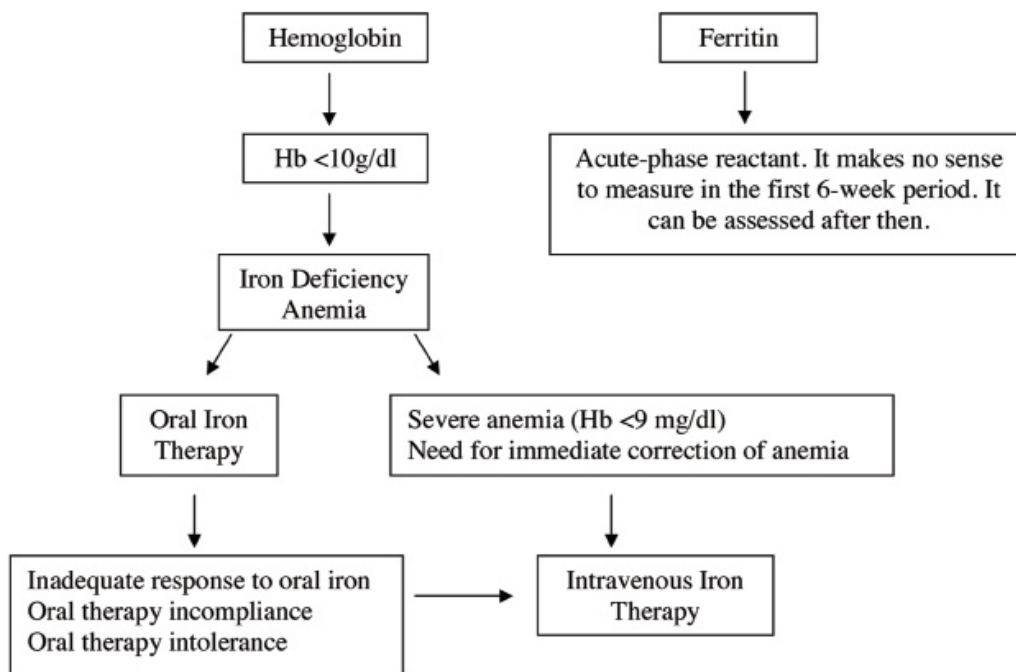 Hemoglobin
Ferritin
Hb <10g/dl
Acute-phase reactant. It makes no sense
to measure in the first 6-week period. It
can be assessed after then.
Iron Deficiency
Anemia
Oral Iron
Therapy
Severe anemia (Hb <9 mg/dl)
Need for immediate correction of anemia
Inadequate response to oral iron
Oral therapy incompliance
Oral therapy intolerance
Intravenous Iron
Therapy